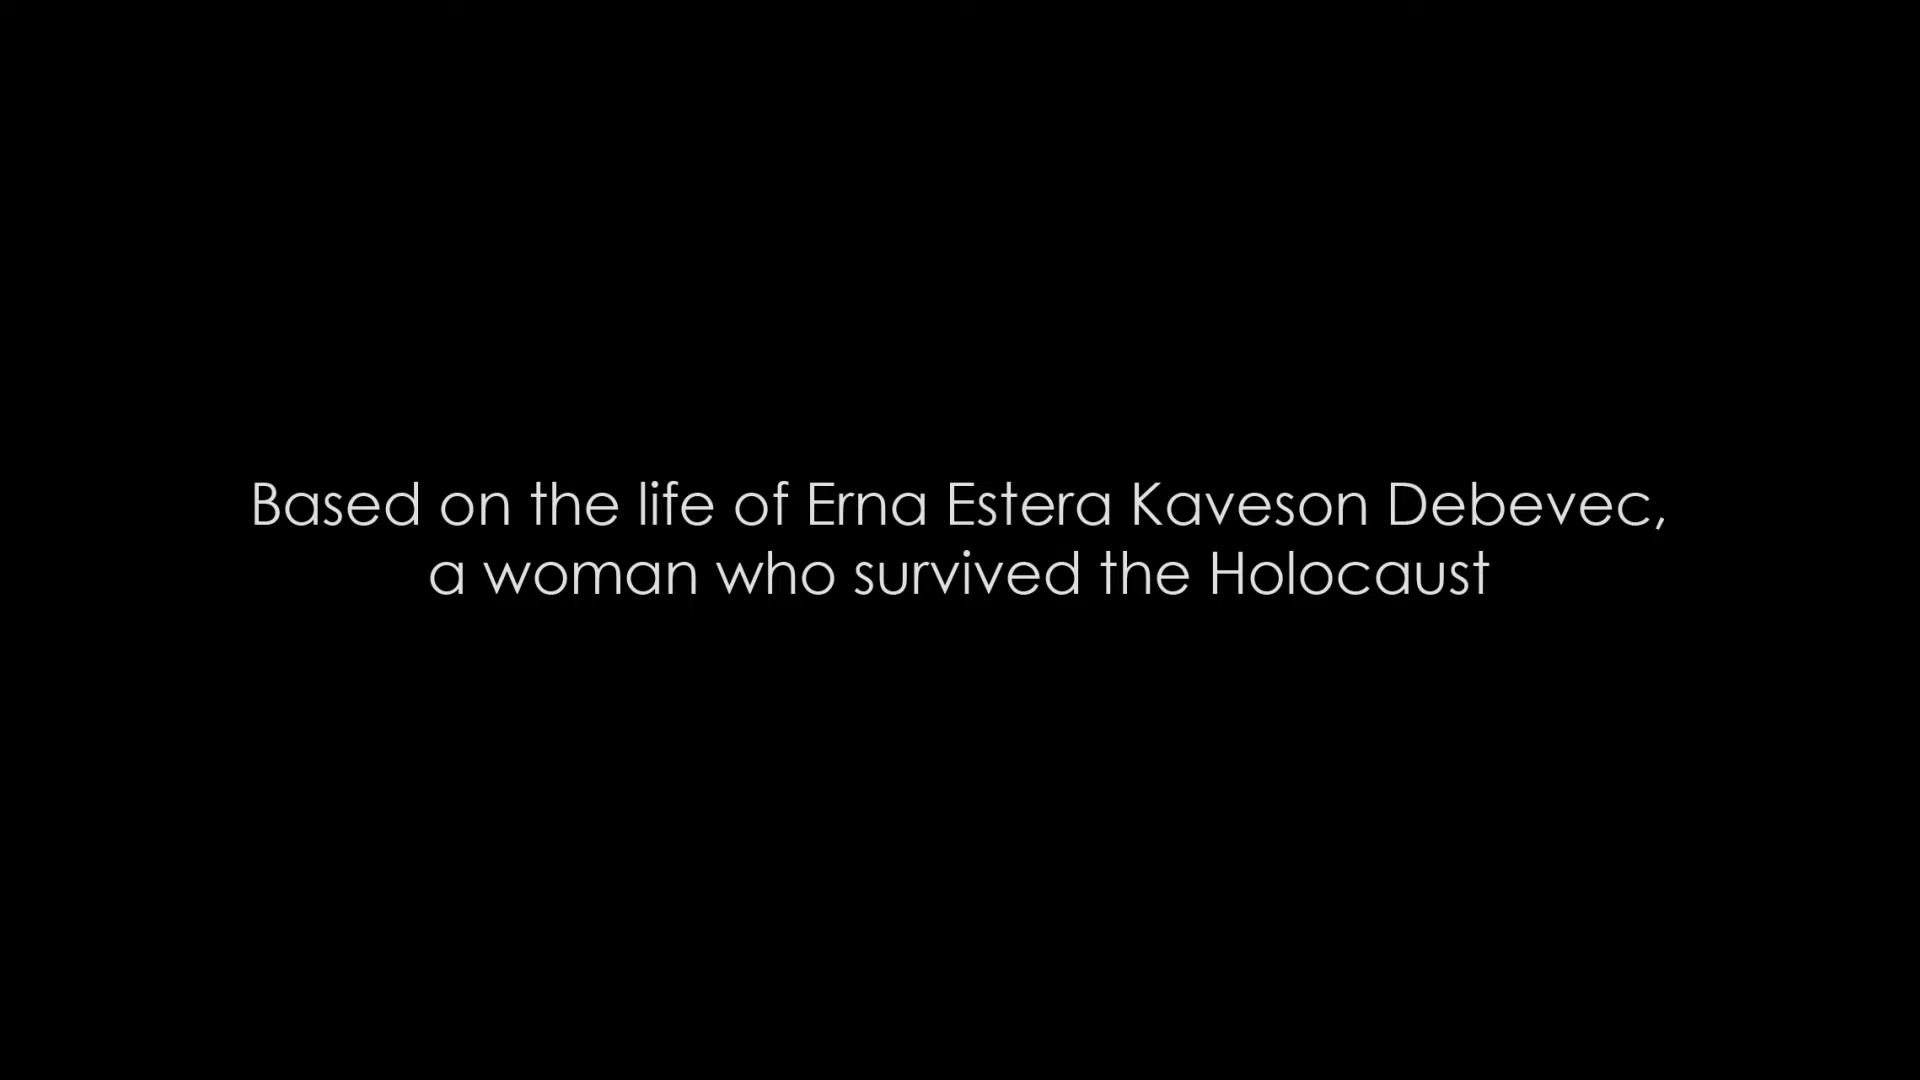 Based on the life of Erna Estera Kaveson Debevec,
a woman who survived the Holocaust